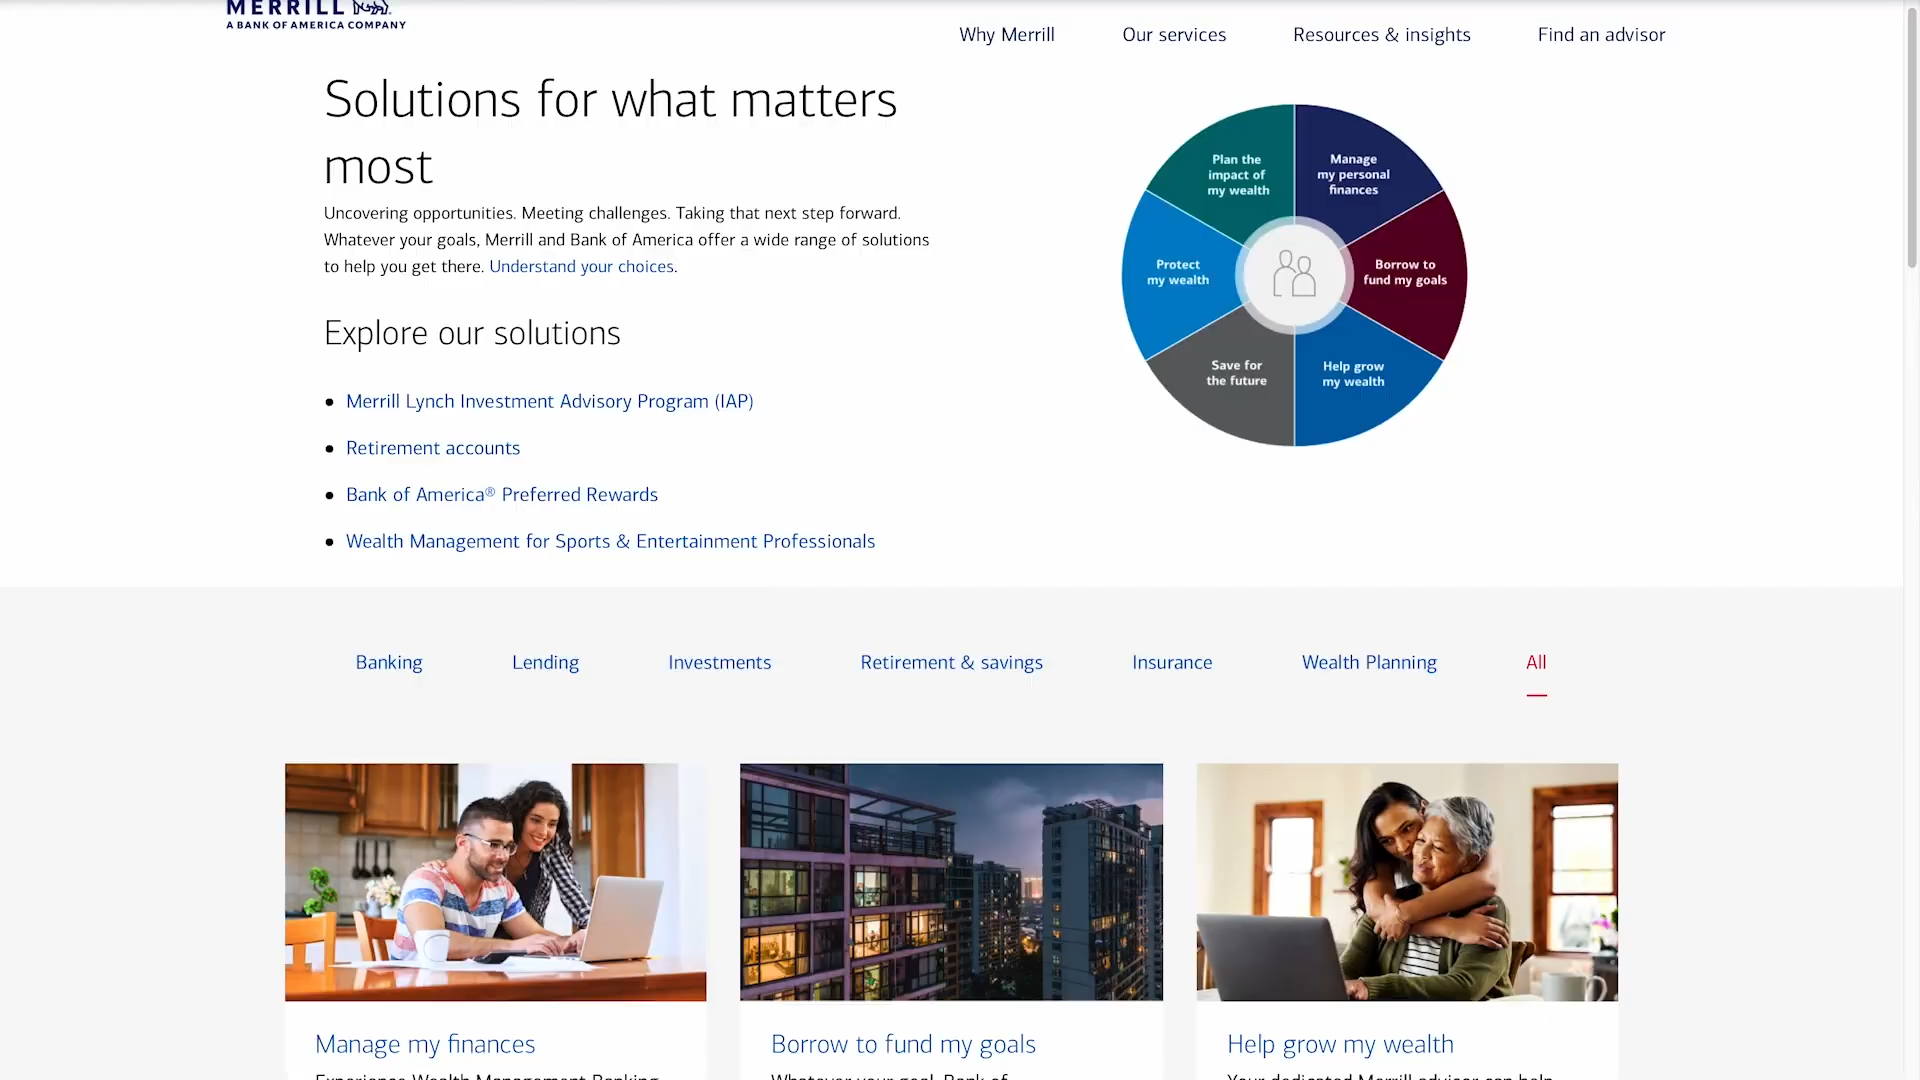 MERRILL
A BANK OF AMERICA COMPANY
Why Merrill
Our services
Resources & insights
Find an advisor
Solutions for what matters
most
Uncovering opportunities. Meeting challenges. Taking that next step forward.
Whatever your goals, Merrill and Bank of America offer a wide range of solutions
to help you get there. Understand your choices.
Explore our solutions
Merrill Lynch Investment Advisory Program (IAP)
Retirement accounts
Bank of America® Preferred Rewards
Wealth Management for Sports & Entertainment Professionals
Plan the
impact of
my wealth
Manage
my personal
finances
Protect
my wealth
Borrow to
fund my goals
Save for
the future
Help grow
my wealth
Banking
Lending
Investments
Retirement & savings
Insurance
Wealth Planning
All
Manage my finances
Experience Wealth Management Banking
Borrow to fund my goals
Whatever your goal, Bank of
Help grow my wealth
Your dedicated Merrill advisor can help